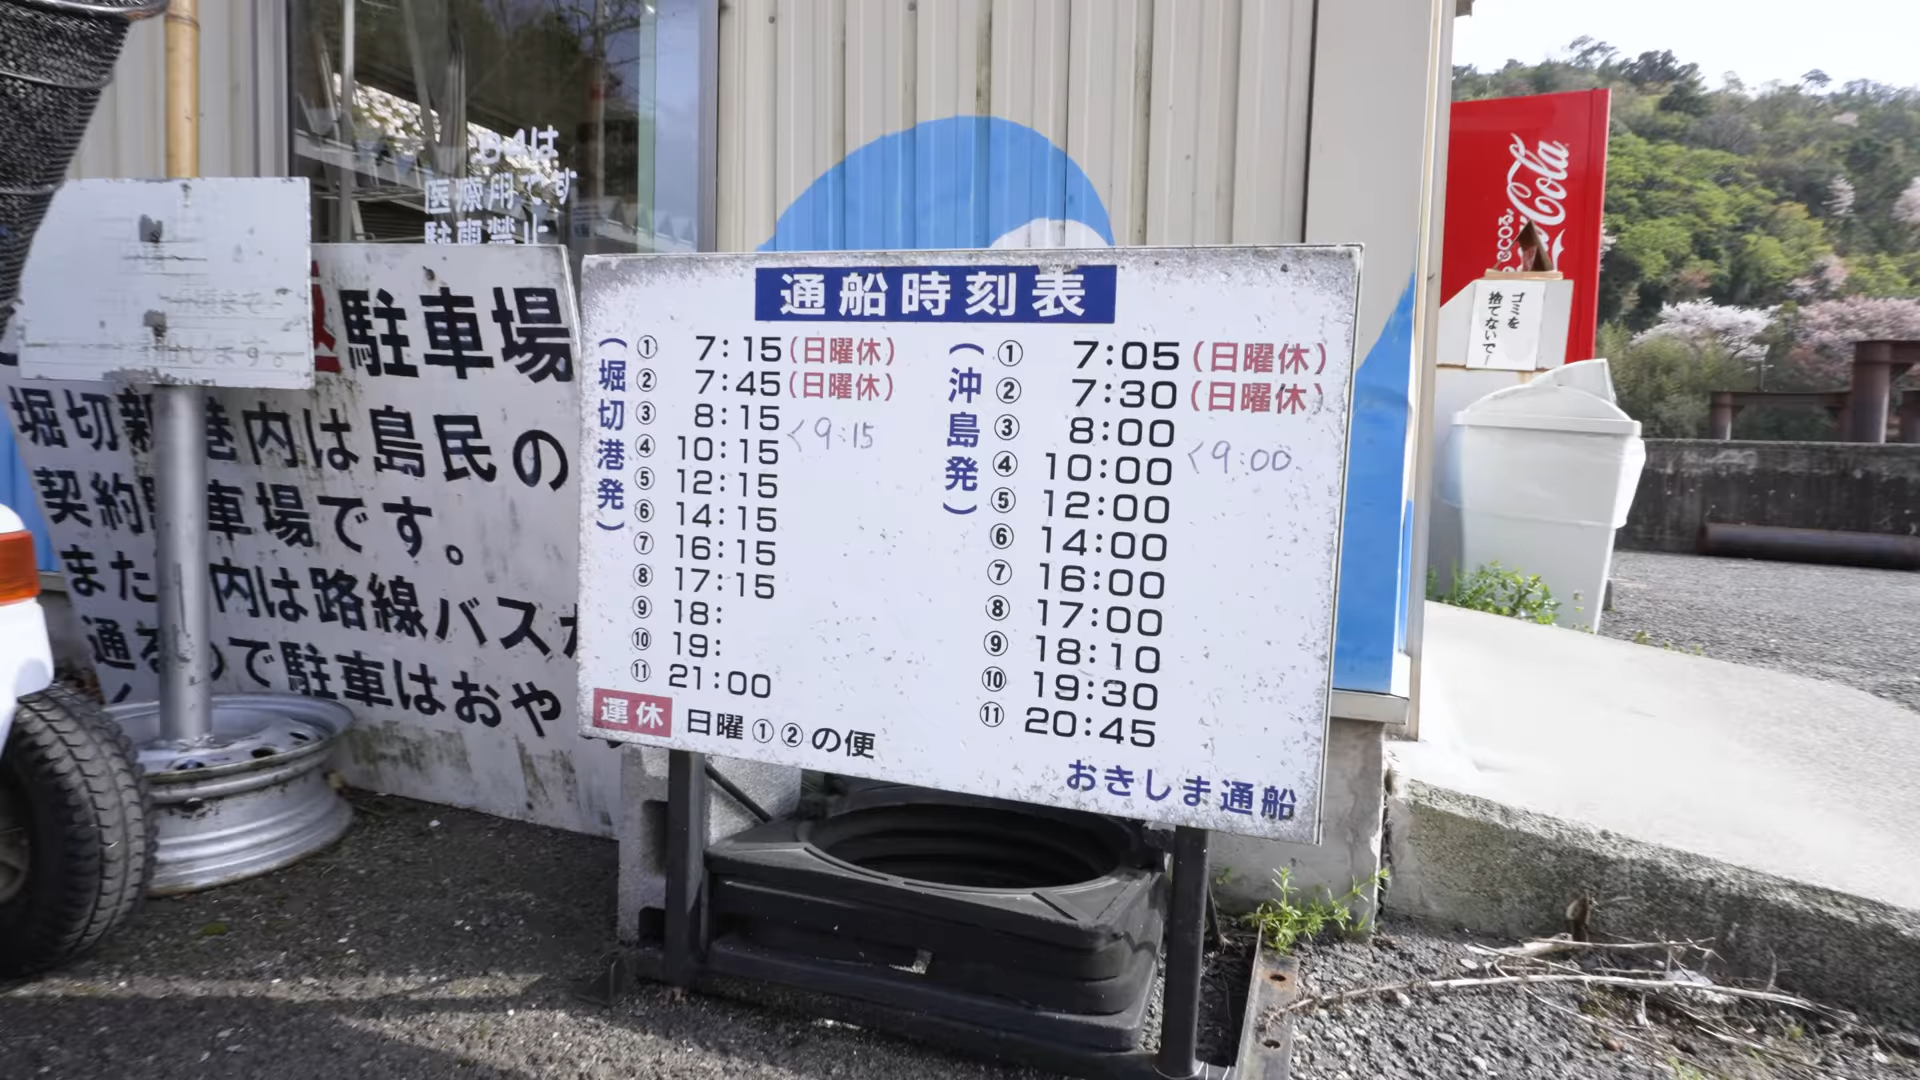 通船時刻表
(堀切港発)
① 7:15(日曜休)
② 7:45(日曜休)
③ 8:15
<9:15
④ 10:15
⑤ 12:15
⑥ 14:15
⑦ 16:15
⑧ 17:15
⑨ 18:
⑩ 19:
⑪ 21:00
運休 日曜①②の便
(沖島発)
① 7:05(日曜休)
② 7:30(日曜休)
③ 8:00
<9:00
④ 10:00
⑤ 12:00
⑥ 14:00
⑦ 16:00
⑧ 17:00
⑨ 18:10
⑩ 19:30
⑪ 20:45
おきしま通船
医療用です
駐車禁止
駐車場
堀切新港内は島民の
契約駐車場です。
また 内は路線バスが
通るので駐車はおや
Coca-Cola
ゴミを
捨てないで!